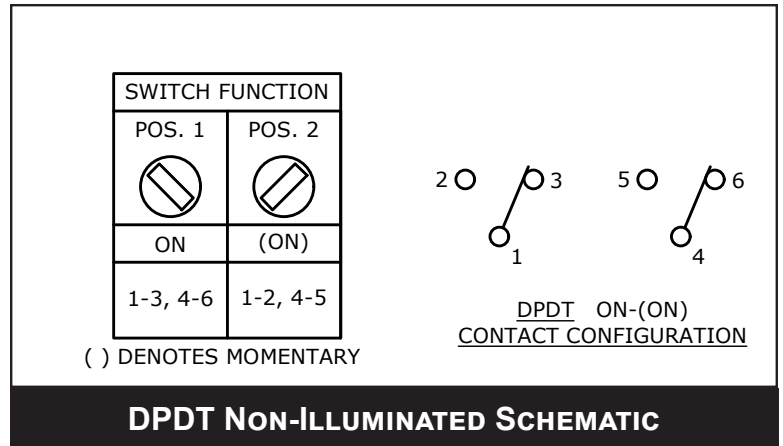 SWITCH FUNCTION
POS. 1 POS. 2
ON (ON)
1-3, 4-6 1-2, 4-5
( ) DENOTES MOMENTARY
2 3 5 6
1 4
DPDT ON-(ON)
CONTACT CONFIGURATION
DPDT NON-ILLUMINATED SCHEMATIC